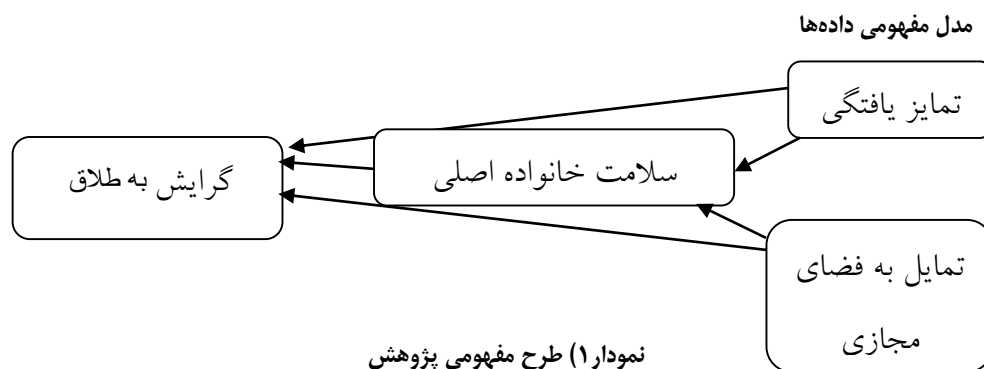 مدل مفهومی داده‌ها
تمایز یافتگی
سلامت خانواده اصلی
گرایش به طلاق
تمایل به فضای
مجازی
نمودار۱) طرح مفهومی پژوهش